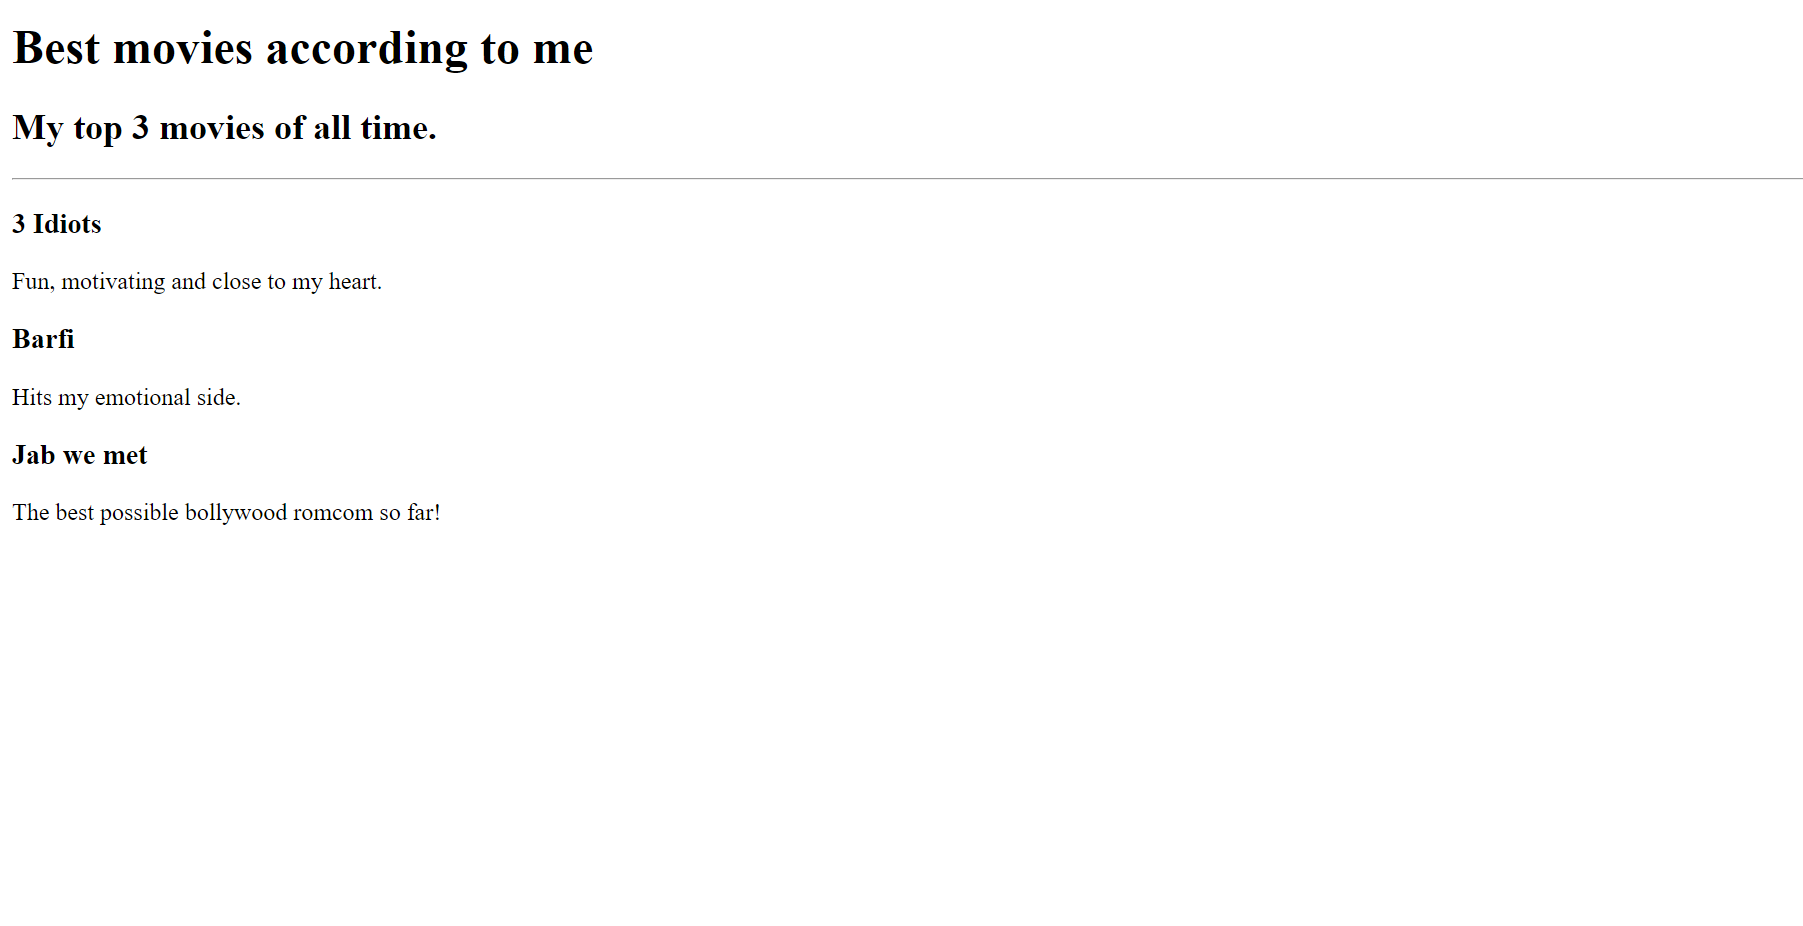 Best movies according to me
My top 3 movies of all time.
3 Idiots
Fun, motivating and close to my heart.
Barfi
Hits my emotional side.
Jab we met
The best possible bollywood romcom so far!